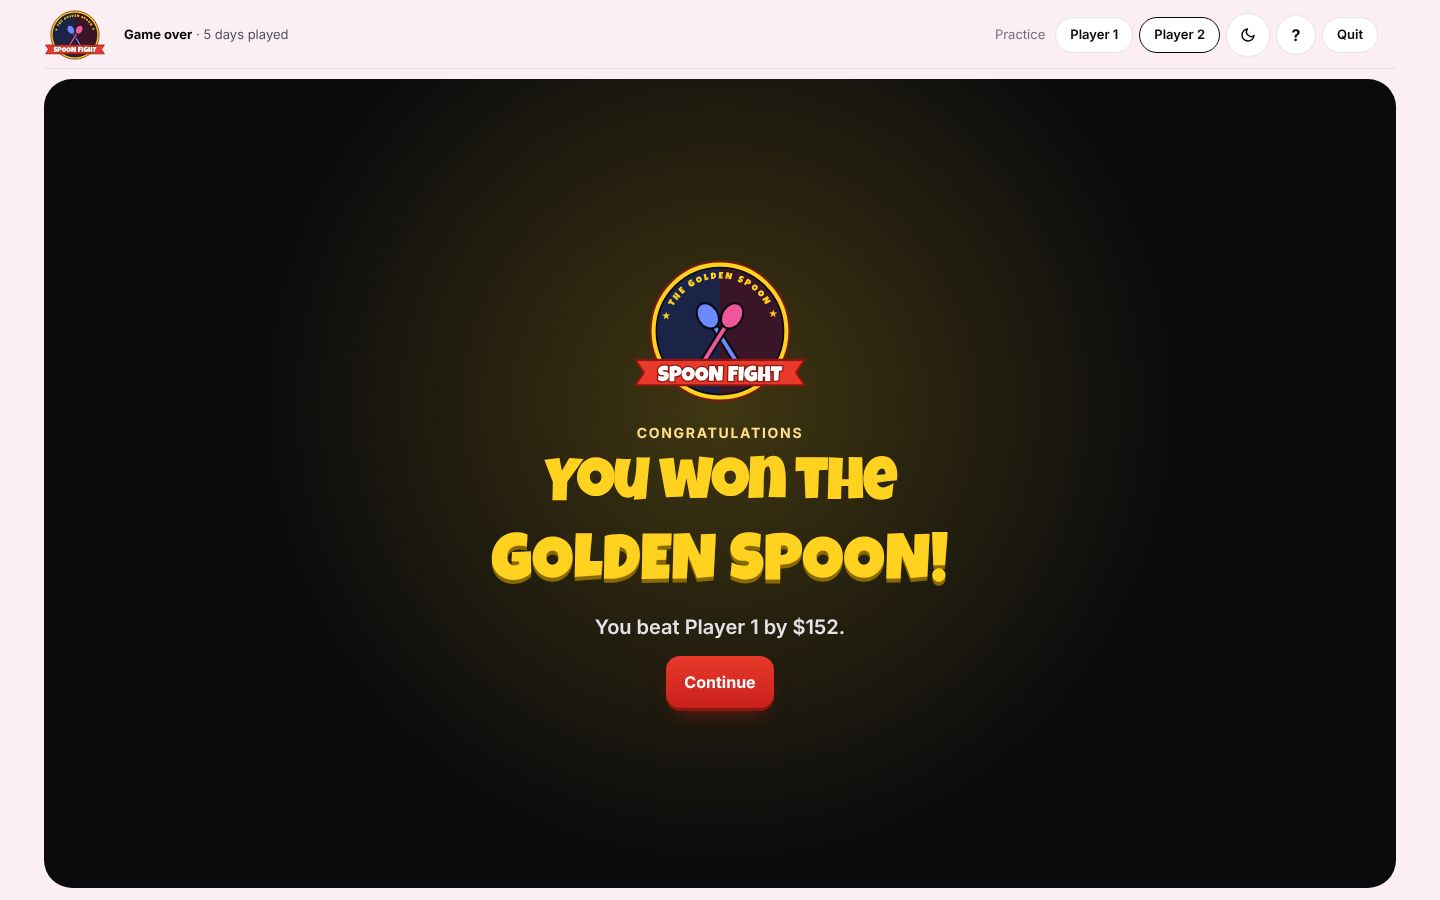 SPOON FIGHT
Game over · 5 days played
Practice
Player 1
Player 2
?
Quit
★ THE GOLDEN SPOON ★
SPOON FIGHT
CONGRATULATIONS
You won the
GOLDEN SPOON!
You beat Player 1 by $152.
Continue